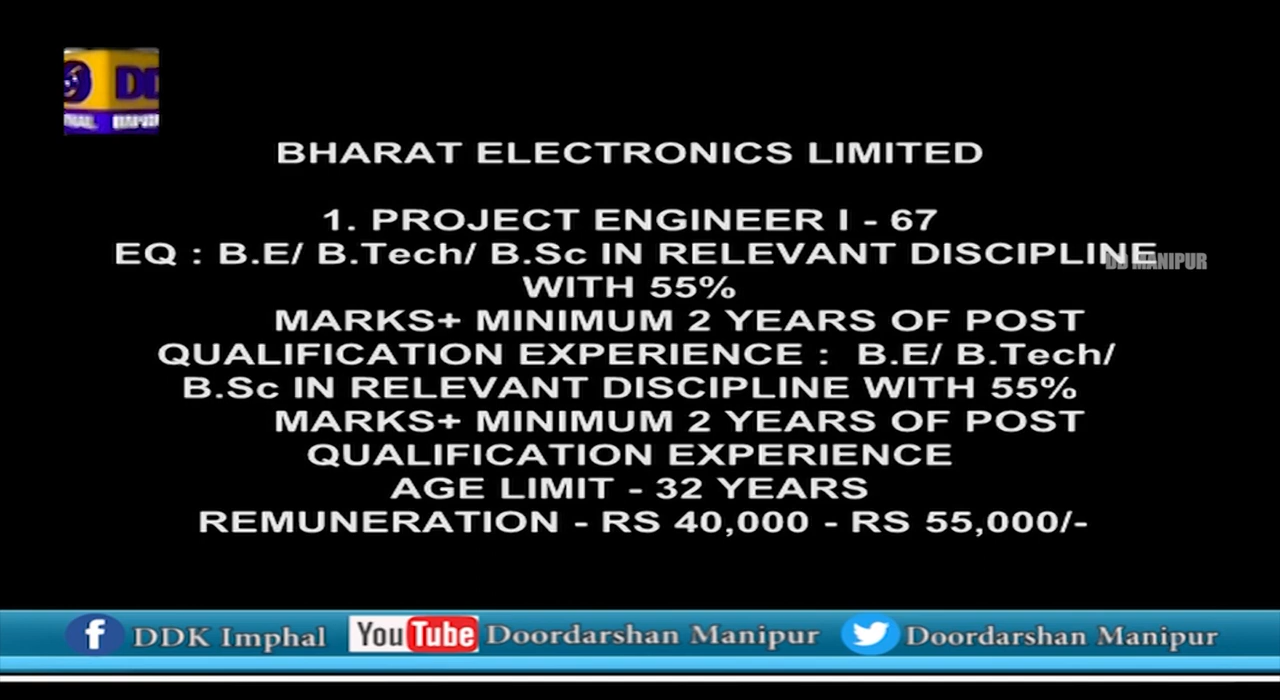 DD
BHARAT ELECTRONICS LIMITED
1. PROJECT ENGINEER I - 67
EQ : B.E/ B.Tech/ B.Sc IN RELEVANT DISCIPLINE
DD MANIPUR
WITH 55%
MARKS+ MINIMUM 2 YEARS OF POST
QUALIFICATION EXPERIENCE : B.E/ B.Tech/
B.Sc IN RELEVANT DISCIPLINE WITH 55%
MARKS+ MINIMUM 2 YEARS OF POST
QUALIFICATION EXPERIENCE
AGE LIMIT - 32 YEARS
REMUNERATION - RS 40,000 - RS 55,000/-
f DDK Imphal YouTube Doordarshan Manipur Doordarshan Manipur